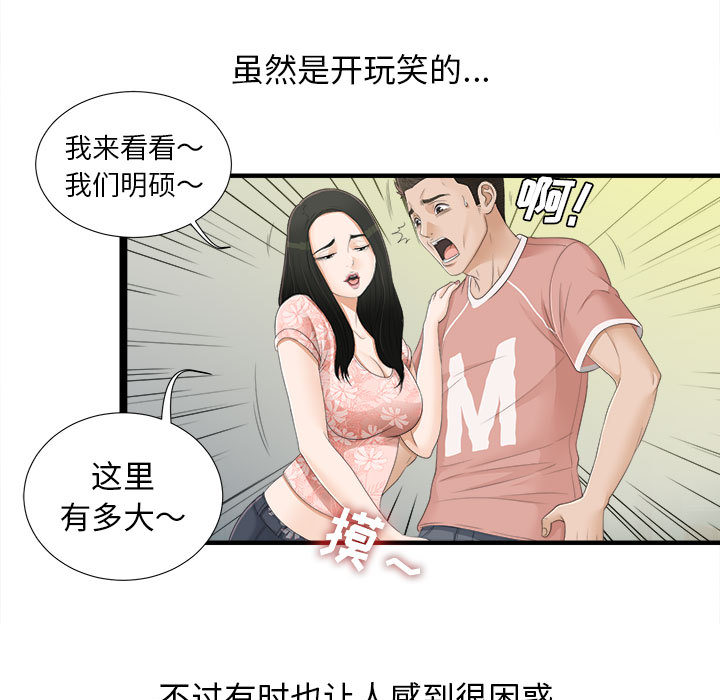 虽然是开玩笑的...
我来看看～
我们明硕～
啊！
M
这里
有多大～
摸～
不过有时也让人感到很困惑